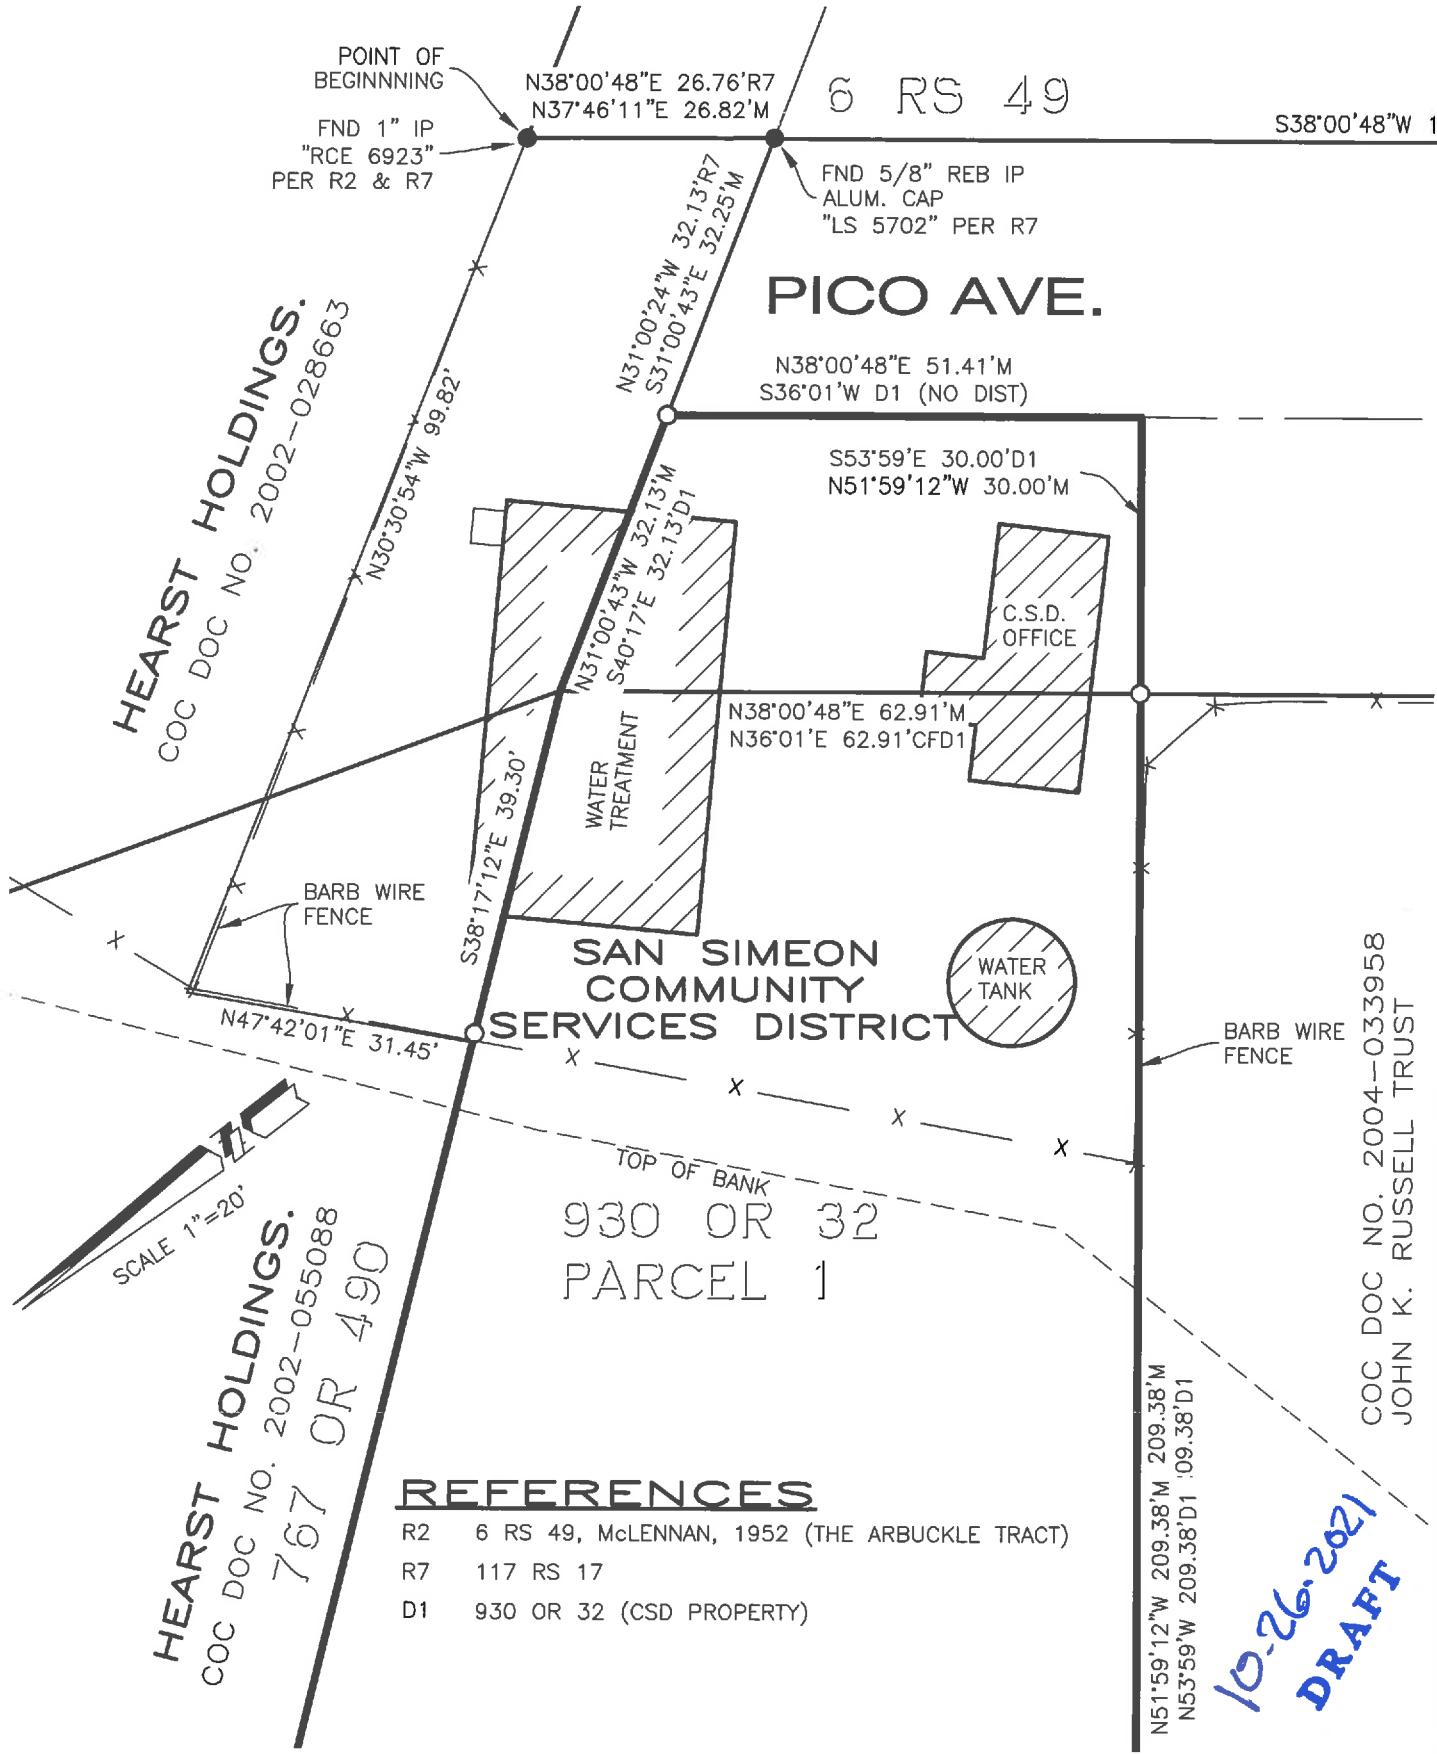 POINT OF
BEGINNNING
N38°00'48"E 26.76'R7
N37°46'11"E 26.82'M
6 RS 49
S38°00'48"W 1
FND 1" IP
"RCE 6923"
PER R2 & R7
FND 5/8" REB IP
ALUM. CAP
"LS 5702" PER R7
N31°00'24"W 32.13'R7
S31°00'43"E 32.25'M
PICO AVE.
HEARST HOLDINGS.
COC DOC NO. 2002-028663
N30°30'54"W 99.82'
N38°00'48"E 51.41'M
S36°01'W D1 (NO DIST)
S53°59'E 30.00'D1
N51°59'12"W 30.00'M
N31°00'43"W 32.13'M
S40°17'E 32.13'D1
C.S.D.
OFFICE
N38°00'48"E 62.91'M
N36°01'E 62.91'CFD1
WATER
TREATMENT
S38°17'12"E 39.30'
BARB WIRE
FENCE
SAN SIMEON
COMMUNITY
SERVICES DISTRICT
WATER
TANK
N47°42'01"E 31.45'
BARB WIRE
FENCE
COC DOC NO. 2004-033958
JOHN K. RUSSELL TRUST
SCALE 1"=20'
TOP OF BANK
930 OR 32
PARCEL 1
HEARST HOLDINGS.
COC DOC NO. 2002-055088
767 OR 490
N51°59'12"W 209.38'M 209.38'M
N53°59'W 209.38'D1 09.38'D1
REFERENCES
R2 6 RS 49, McLENNAN, 1952 (THE ARBUCKLE TRACT)
R7 117 RS 17
D1 930 OR 32 (CSD PROPERTY)
10-26-2021
DRAFT